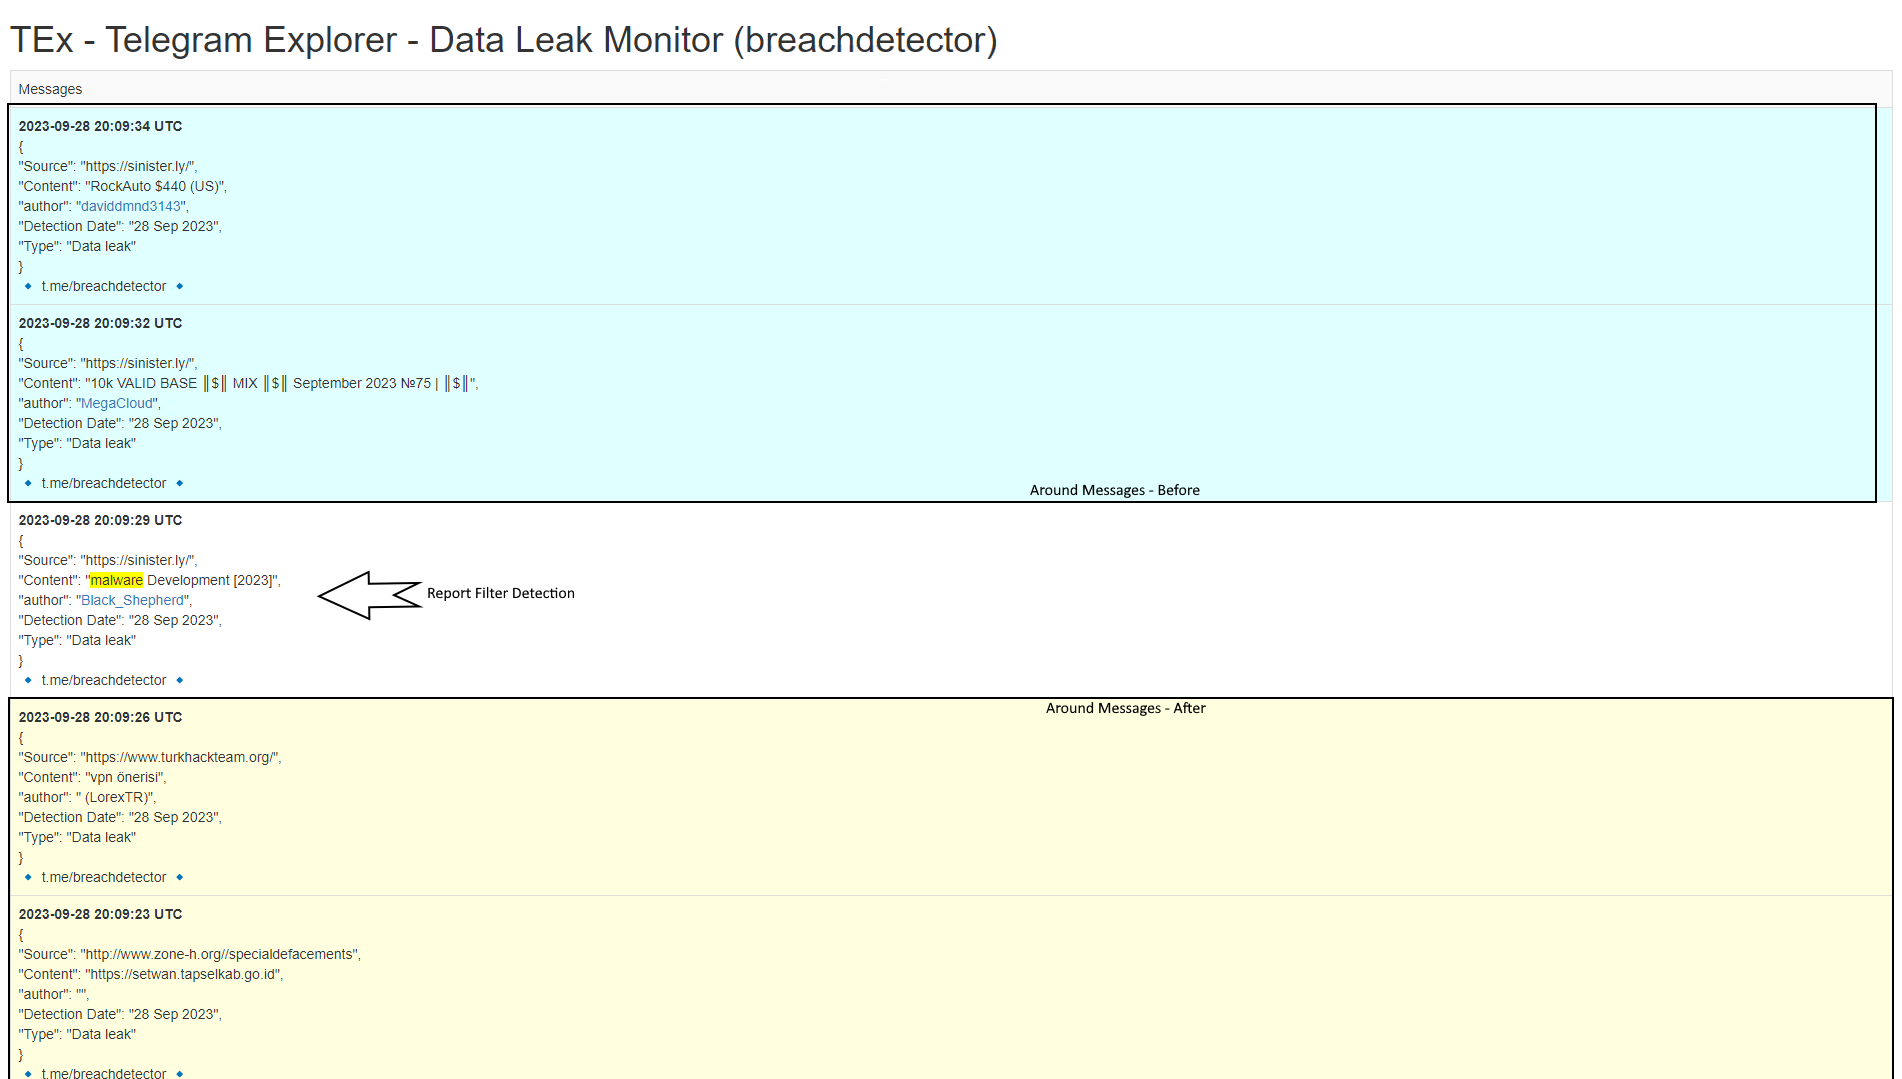 TEx - Telegram Explorer - Data Leak Monitor (breachdetector)
Messages
2023-09-28 20:09:34 UTC
{
"Source": "https://sinister.ly/",
"Content": "RockAuto $440 (US)",
"author": "daviddmnd3143",
"Detection Date": "28 Sep 2023",
"Type": "Data leak"
}
🔹 t.me/breachdetector 🔹
2023-09-28 20:09:32 UTC
{
"Source": "https://sinister.ly/",
"Content": "10k VALID BASE ║$║ MIX ║$║ September 2023 №75 | ║$║",
"author": "MegaCloud",
"Detection Date": "28 Sep 2023",
"Type": "Data leak"
}
🔹 t.me/breachdetector 🔹
Around Messages - Before
2023-09-28 20:09:29 UTC
{
"Source": "https://sinister.ly/",
"Content": "malware Development [2023]",
"author": "Black_Shepherd",
Report Filter Detection
"Detection Date": "28 Sep 2023",
"Type": "Data leak"
}
🔹 t.me/breachdetector 🔹
Around Messages - After
2023-09-28 20:09:26 UTC
{
"Source": "https://www.turkhackteam.org/",
"Content": "vpn önerisi",
"author": " (LorexTR)",
"Detection Date": "28 Sep 2023",
"Type": "Data leak"
}
🔹 t.me/breachdetector 🔹
2023-09-28 20:09:23 UTC
{
"Source": "http://www.zone-h.org//specialdefacements",
"Content": "https://setwan.tapselkab.go.id",
"author": "",
"Detection Date": "28 Sep 2023",
"Type": "Data leak"
}
🔹 t.me/breachdetector 🔹